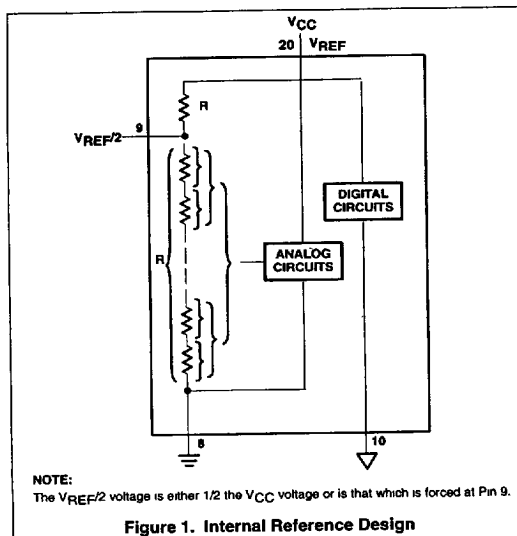 VCC
20 VREF
R
9
VREF/2
DIGITAL
CIRCUITS
R
ANALOG
CIRCUITS
8
10
NOTE:
The VREF/2 voltage is either 1/2 the VCC voltage or is that which is forced at Pin 9.
Figure 1. Internal Reference Design